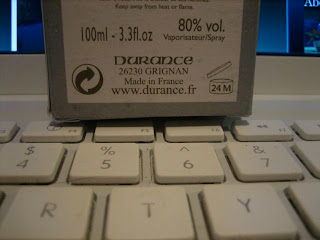 Keep away from heat or flame.
100ml - 3.3fl.oz
80% vol.
Vaporisateur/Spray
DURANCE
26230 GRIGNAN
Made in France
www.durance.fr
24 M
F5
$ % ^ &
4 5 6 7
R T Y